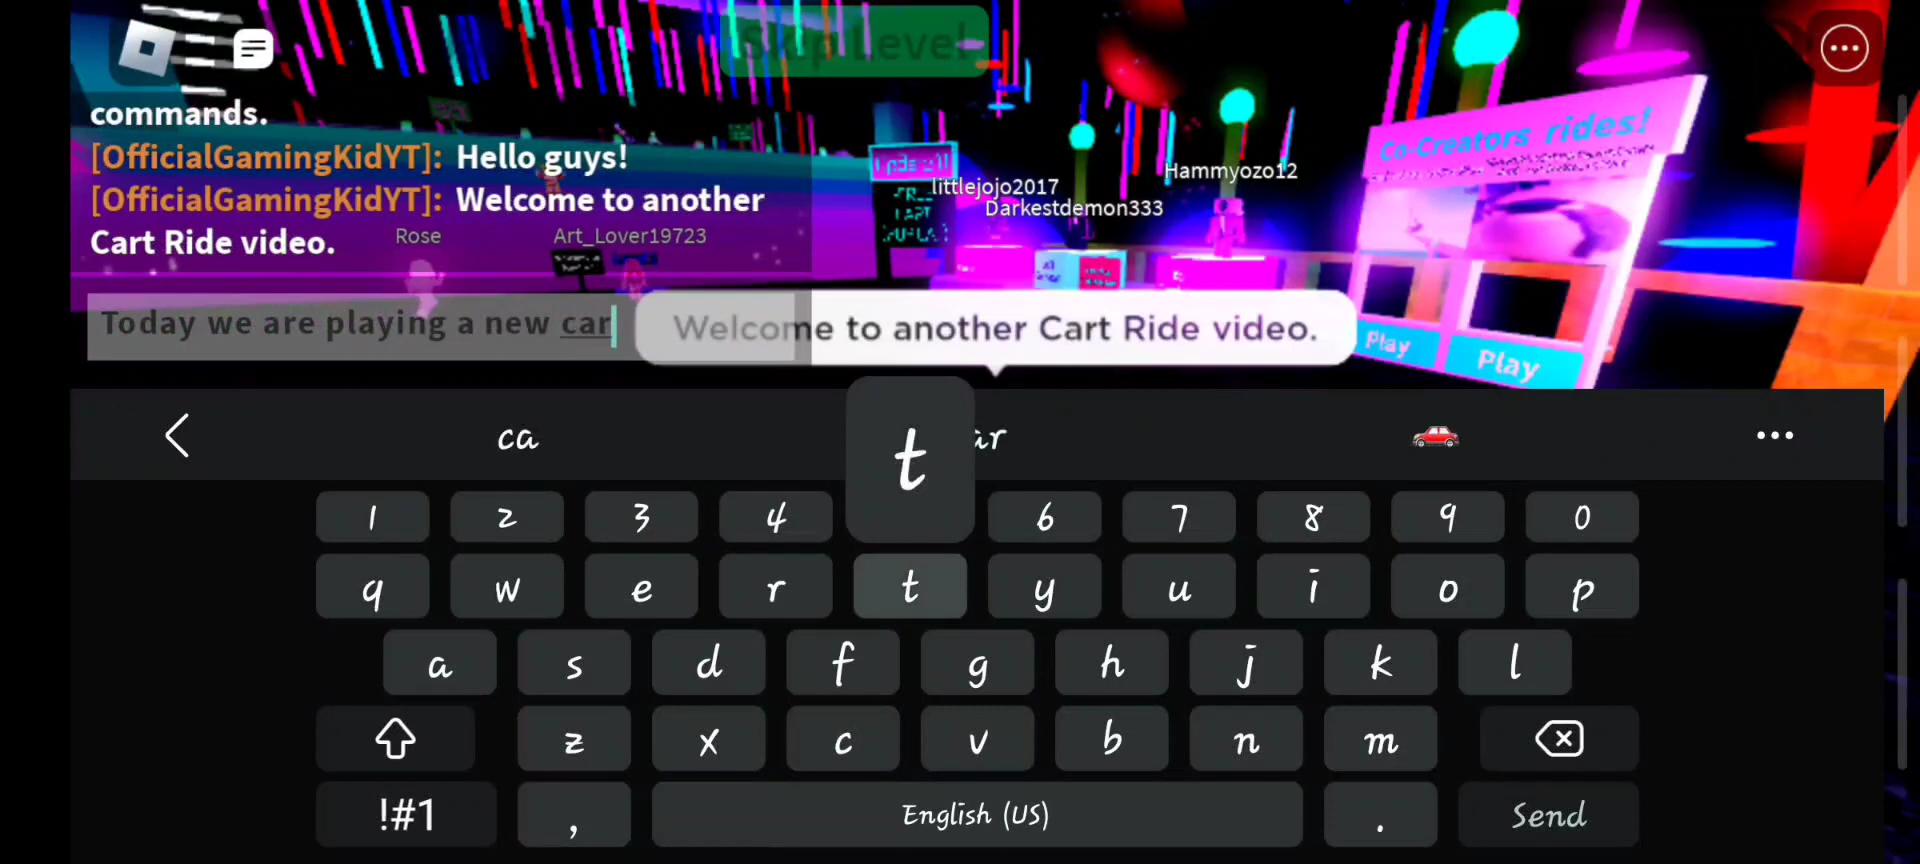 Skip Level
commands.
[OfficialGamingKidYT]: Hello guys!
[OfficialGamingKidYT]: Welcome to another
Cart Ride video.
Rose
Art_Lover19723
littlejojo2017
Darkestdemon333
Hammyozo12
Co-Creators rides!
Play
Play
Today we are playing a new car
Welcome to another Cart Ride video.
ca
t
1 2 3 4 6 7 8 9 0
q w e r t y u i o p
a s d f g h j k l
z x c v b n m
!#1 , English (US) . Send